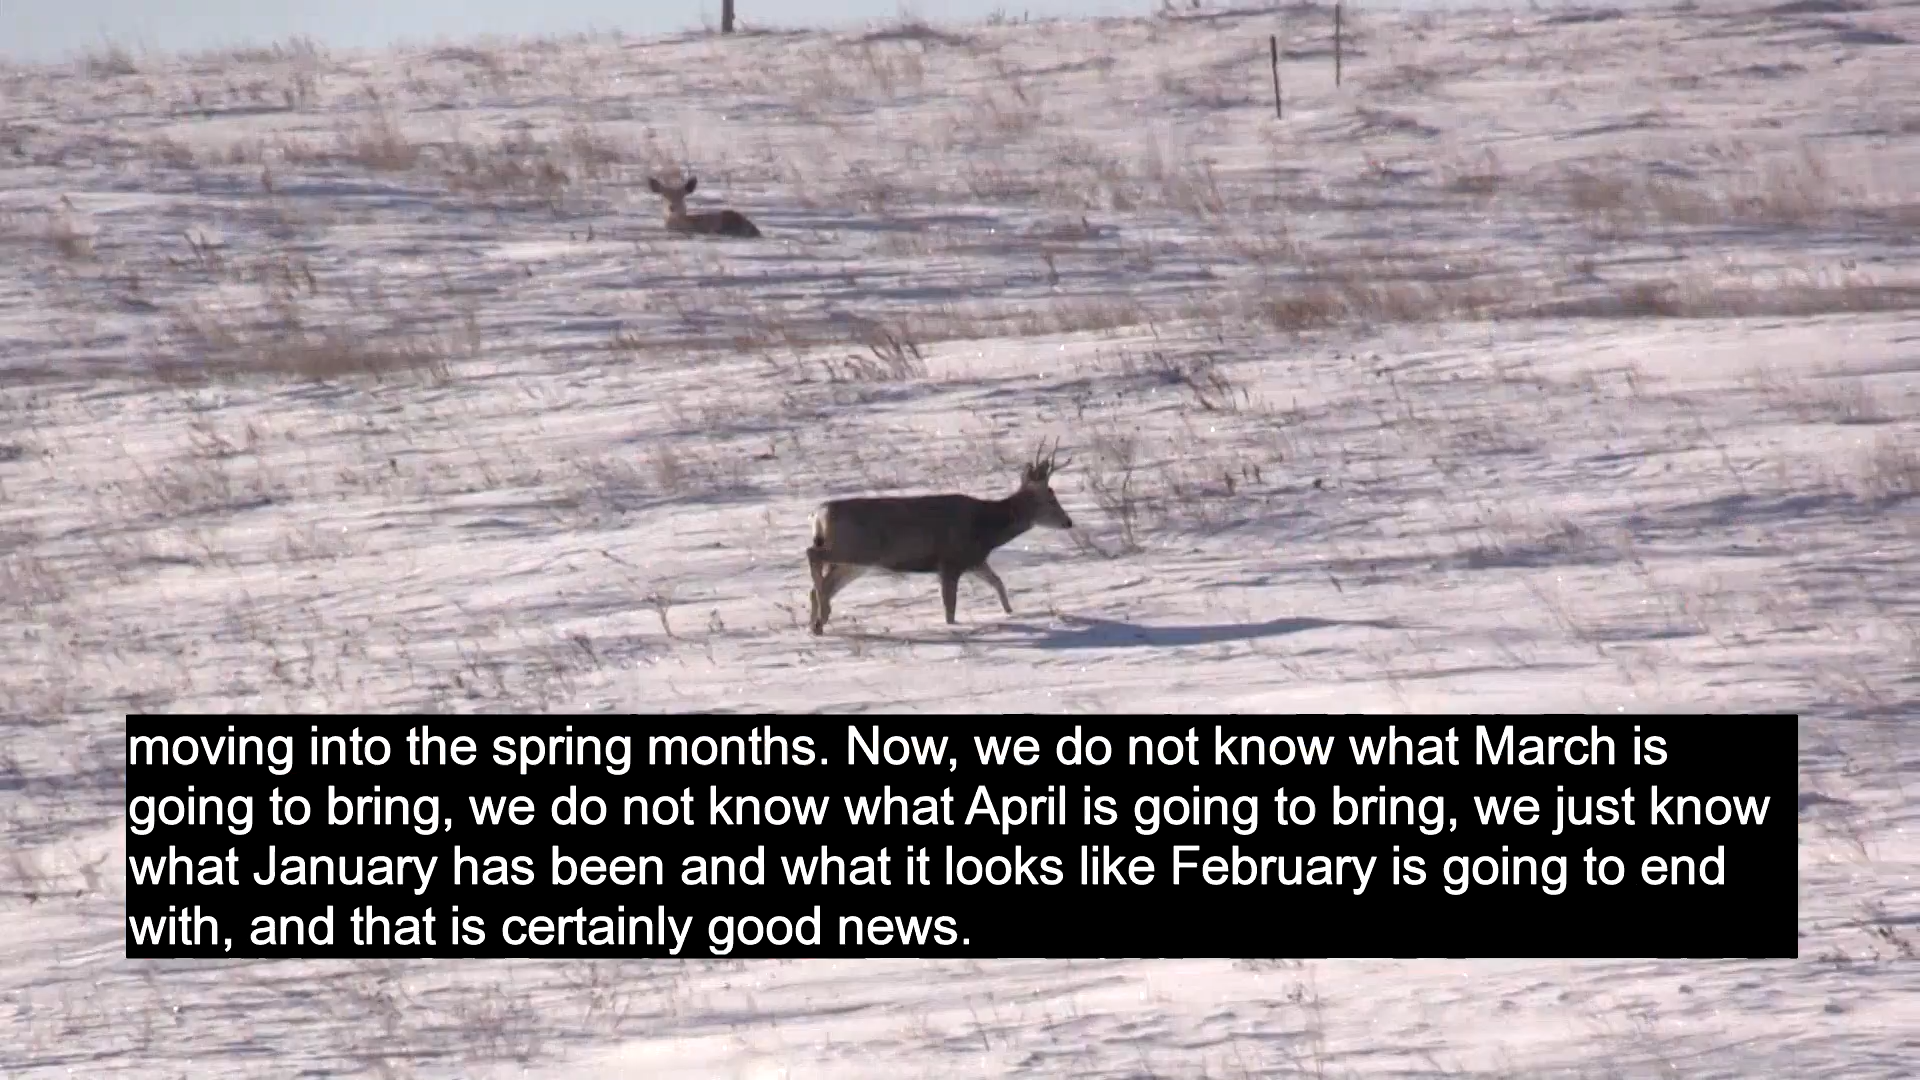 moving into the spring months. Now, we do not know what March is
going to bring, we do not know what April is going to bring, we just know
what January has been and what it looks like February is going to end
with, and that is certainly good news.